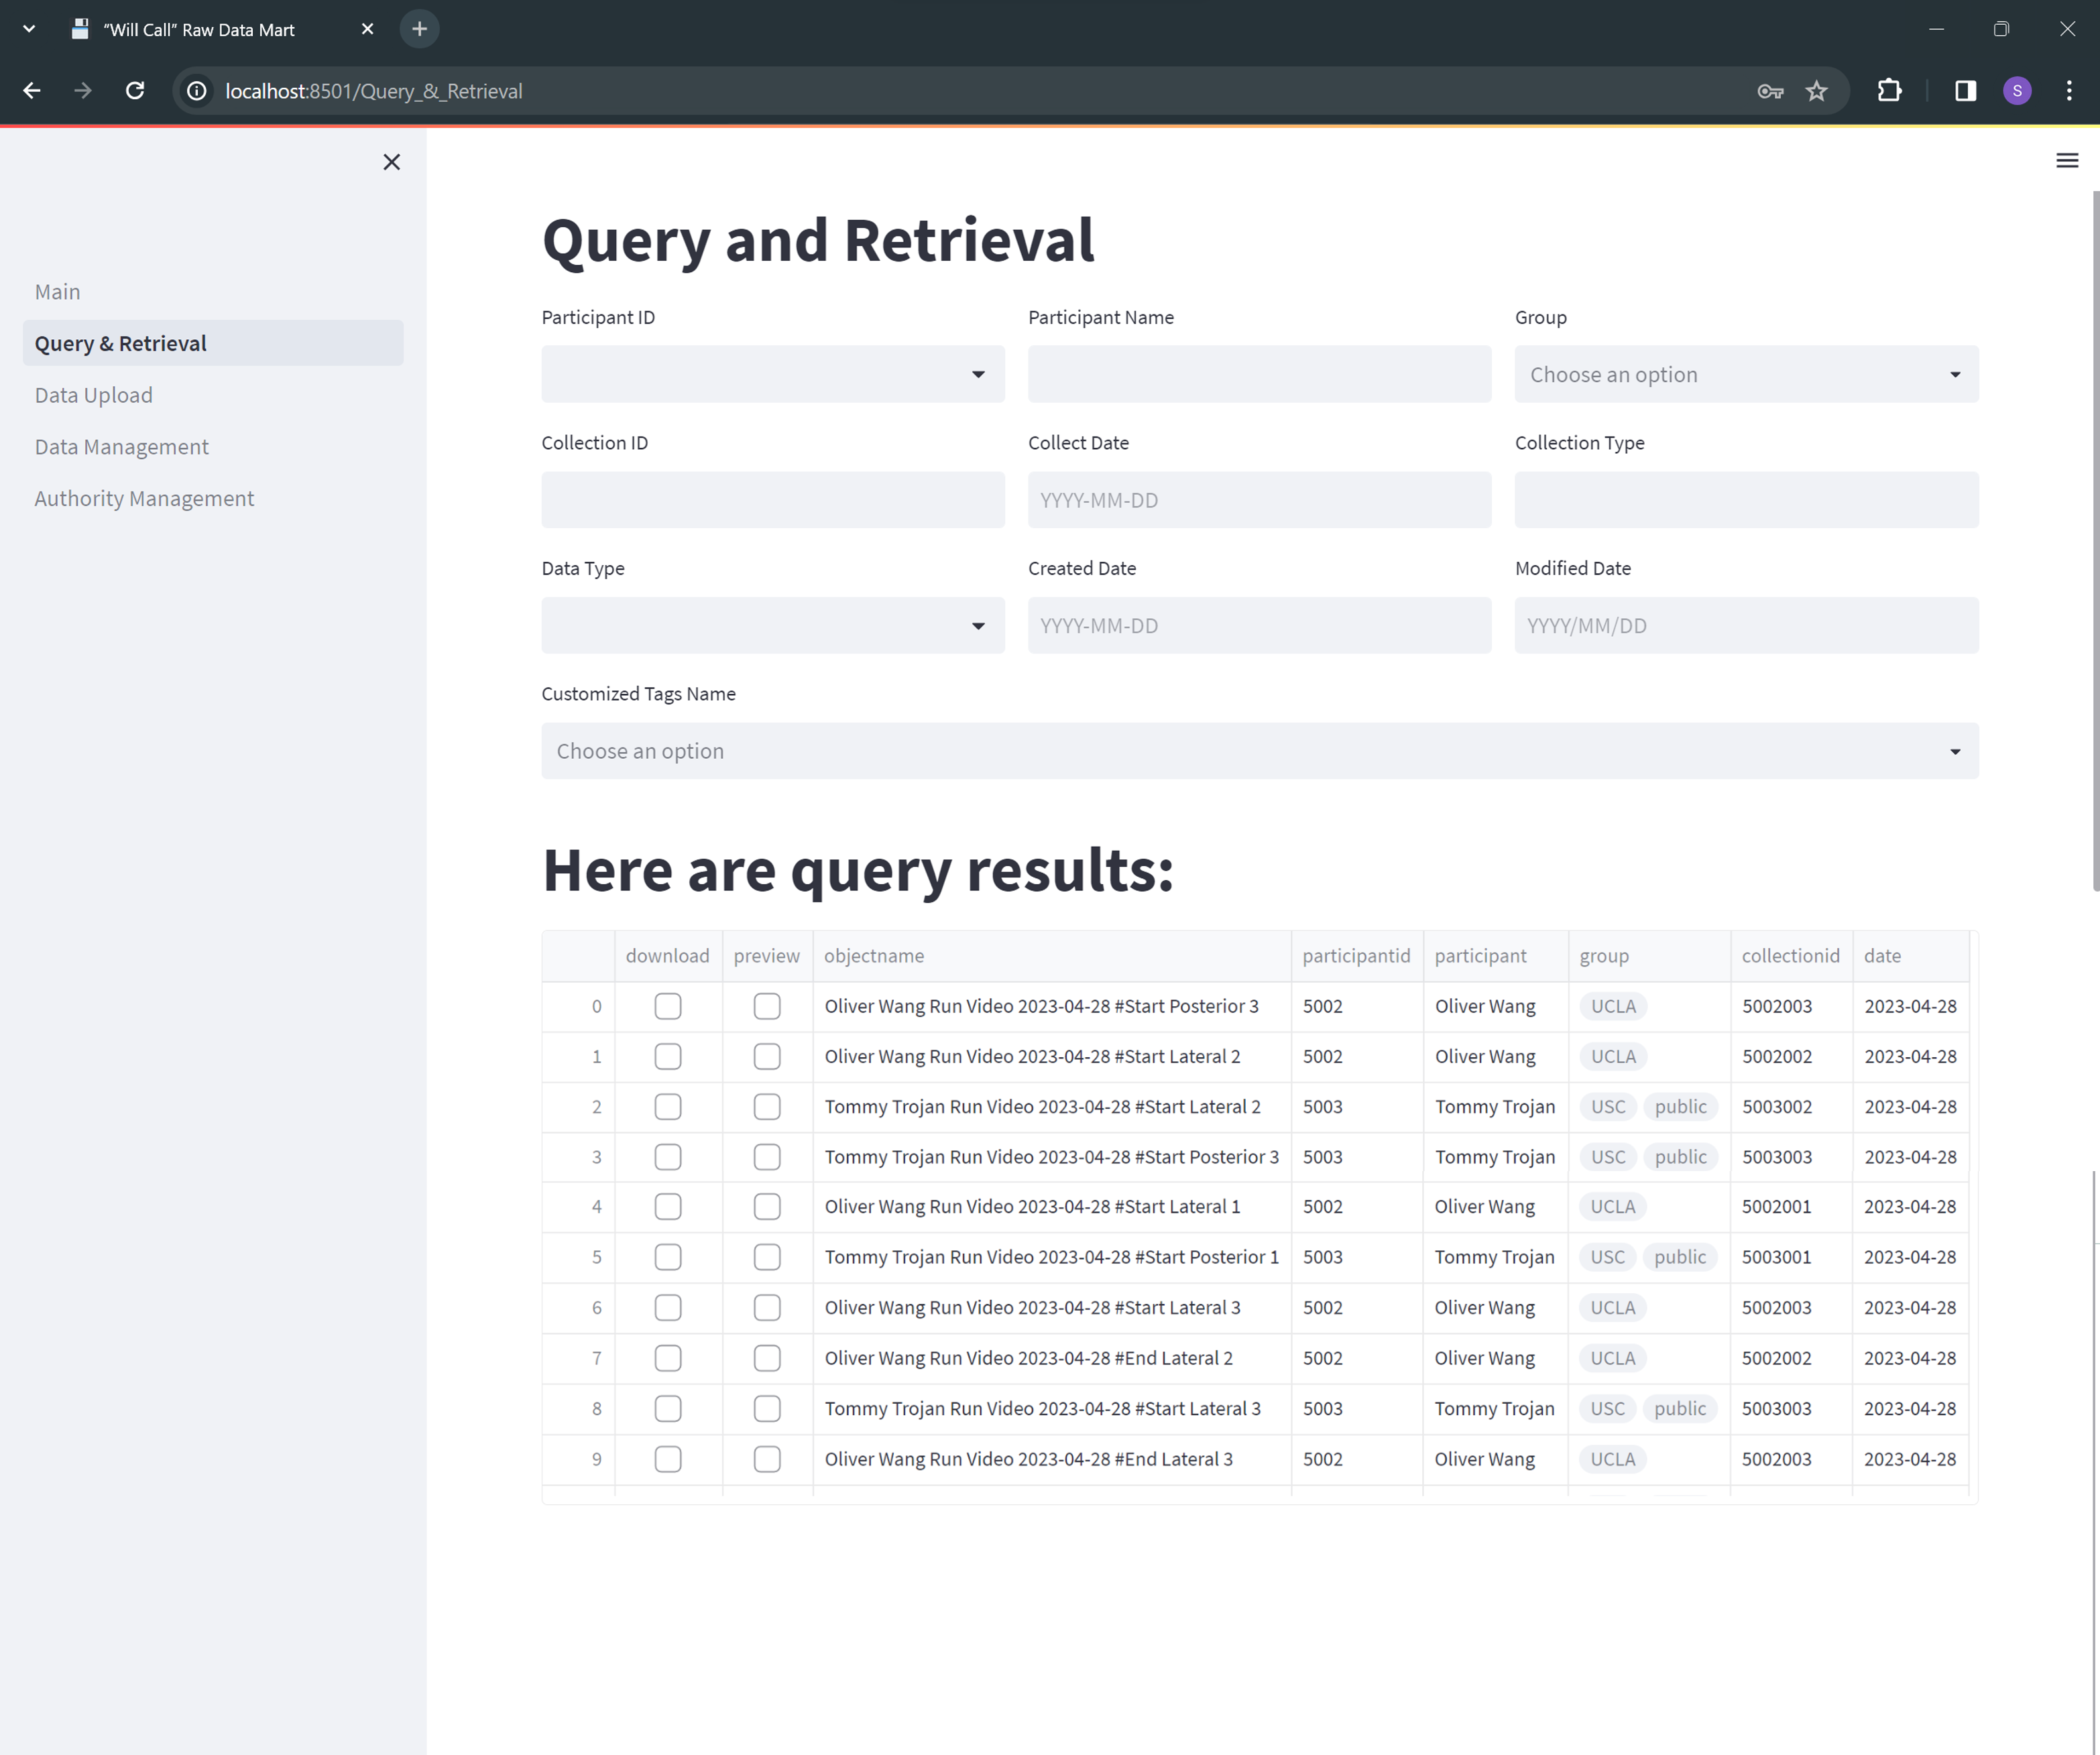 “Will Call” Raw Data Mart
localhost:8501/Query_&_Retrieval
S
Main
Query & Retrieval
Data Upload
Data Management
Authority Management
Query and Retrieval
Participant ID Participant Name Group
Choose an option
Collection ID Collect Date Collection Type
YYYY-MM-DD
Data Type Created Date Modified Date
YYYY-MM-DD YYYY/MM/DD
Customized Tags Name
Choose an option
Here are query results:
download preview objectname participantid participant group collectionid date
0 Oliver Wang Run Video 2023-04-28 #Start Posterior 3 5002 Oliver Wang UCLA 5002003 2023-04-28
1 Oliver Wang Run Video 2023-04-28 #Start Lateral 2 5002 Oliver Wang UCLA 5002002 2023-04-28
2 Tommy Trojan Run Video 2023-04-28 #Start Lateral 2 5003 Tommy Trojan USC public 5003002 2023-04-28
3 Tommy Trojan Run Video 2023-04-28 #Start Posterior 3 5003 Tommy Trojan USC public 5003003 2023-04-28
4 Oliver Wang Run Video 2023-04-28 #Start Lateral 1 5002 Oliver Wang UCLA 5002001 2023-04-28
5 Tommy Trojan Run Video 2023-04-28 #Start Posterior 1 5003 Tommy Trojan USC public 5003001 2023-04-28
6 Oliver Wang Run Video 2023-04-28 #Start Lateral 3 5002 Oliver Wang UCLA 5002003 2023-04-28
7 Oliver Wang Run Video 2023-04-28 #End Lateral 2 5002 Oliver Wang UCLA 5002002 2023-04-28
8 Tommy Trojan Run Video 2023-04-28 #Start Lateral 3 5003 Tommy Trojan USC public 5003003 2023-04-28
9 Oliver Wang Run Video 2023-04-28 #End Lateral 3 5002 Oliver Wang UCLA 5002003 2023-04-28